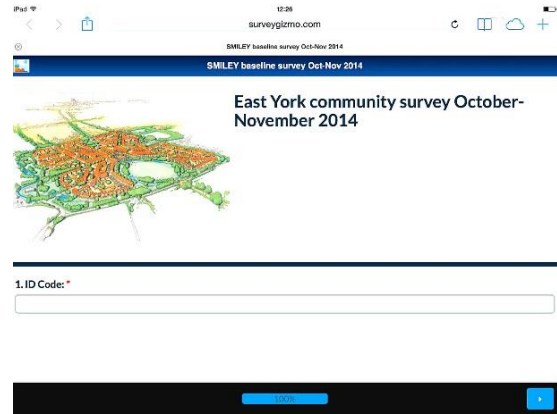 iPad
12:26
surveygizmo.com
SMILEY baseline survey Oct-Nov 2014
SMILEY baseline survey Oct-Nov 2014
East York community survey October-
November 2014
1. ID Code: *
100%